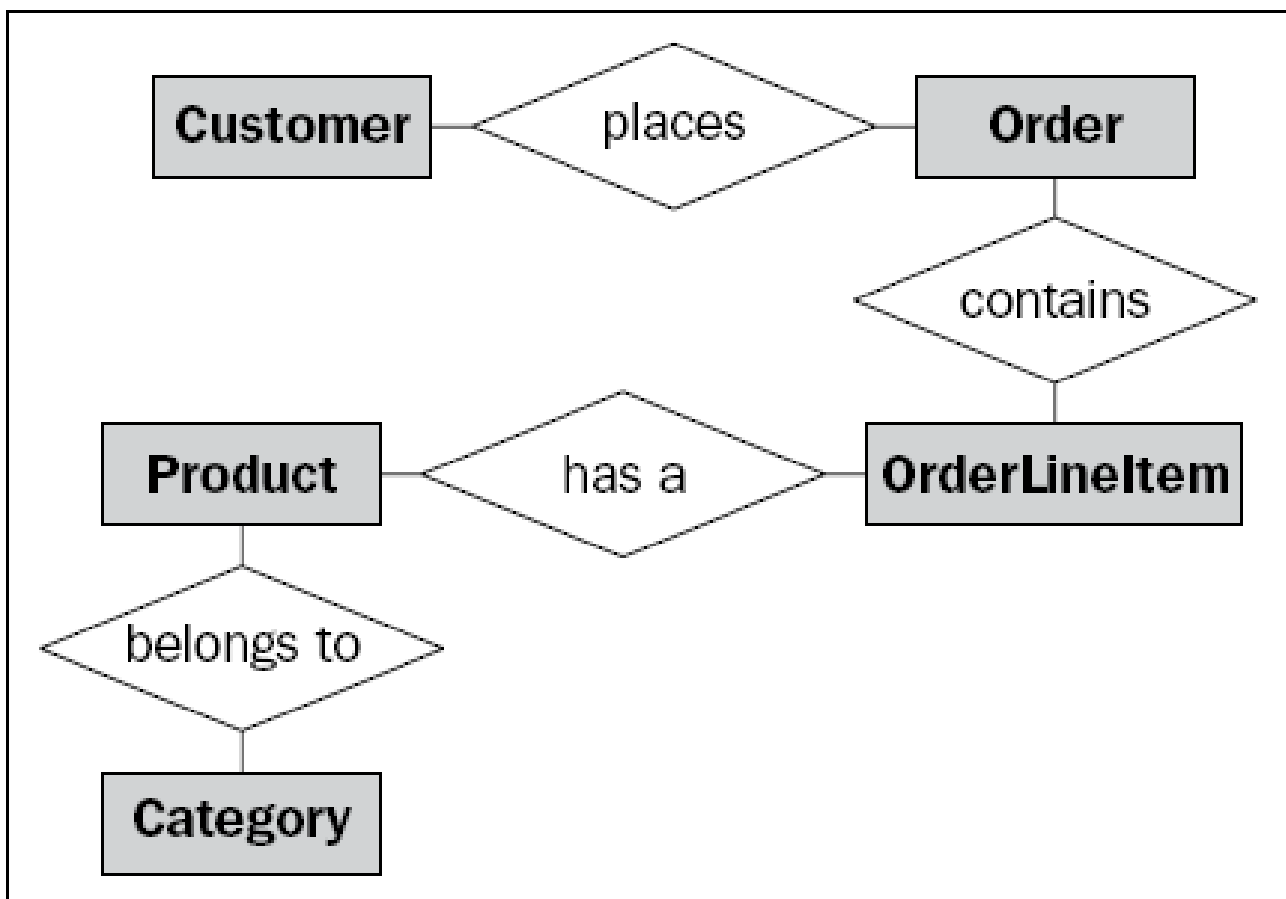 Customer
places
Order
contains
Product
has a
OrderLineItem
belongs to
Category